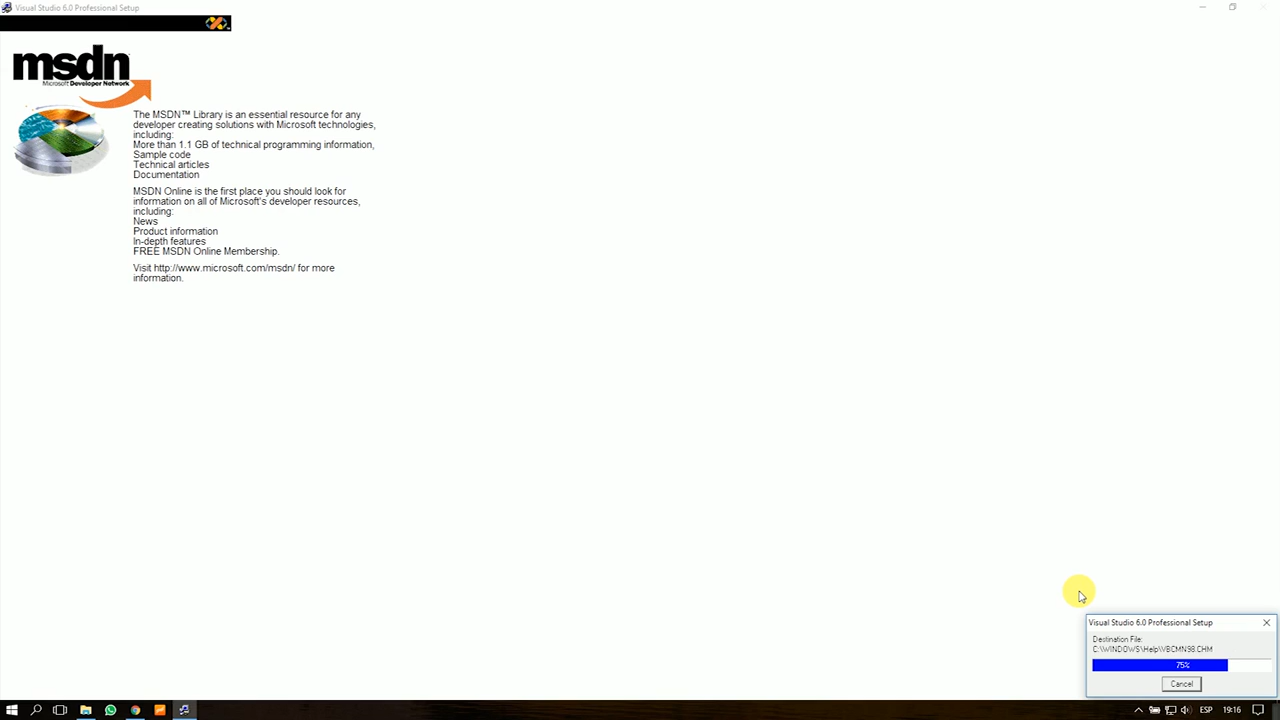 Visual Studio 6.0 Professional Setup
msdn
Microsoft Developer Network
The MSDN™ Library is an essential resource for any
developer creating solutions with Microsoft technologies,
including:
More than 1.1 GB of technical programming information,
Sample code
Technical articles
Documentation
MSDN Online is the first place you should look for
information on all of Microsoft's developer resources,
including:
News
Product information
In-depth features
FREE MSDN Online Membership.
Visit http://www.microsoft.com/msdn/ for more
information.
Visual Studio 6.0 Professional Setup
Destination File:
C:\WINDOWS\Help\VBCMN98.CHM
75%
Cancel
ESP
19:16